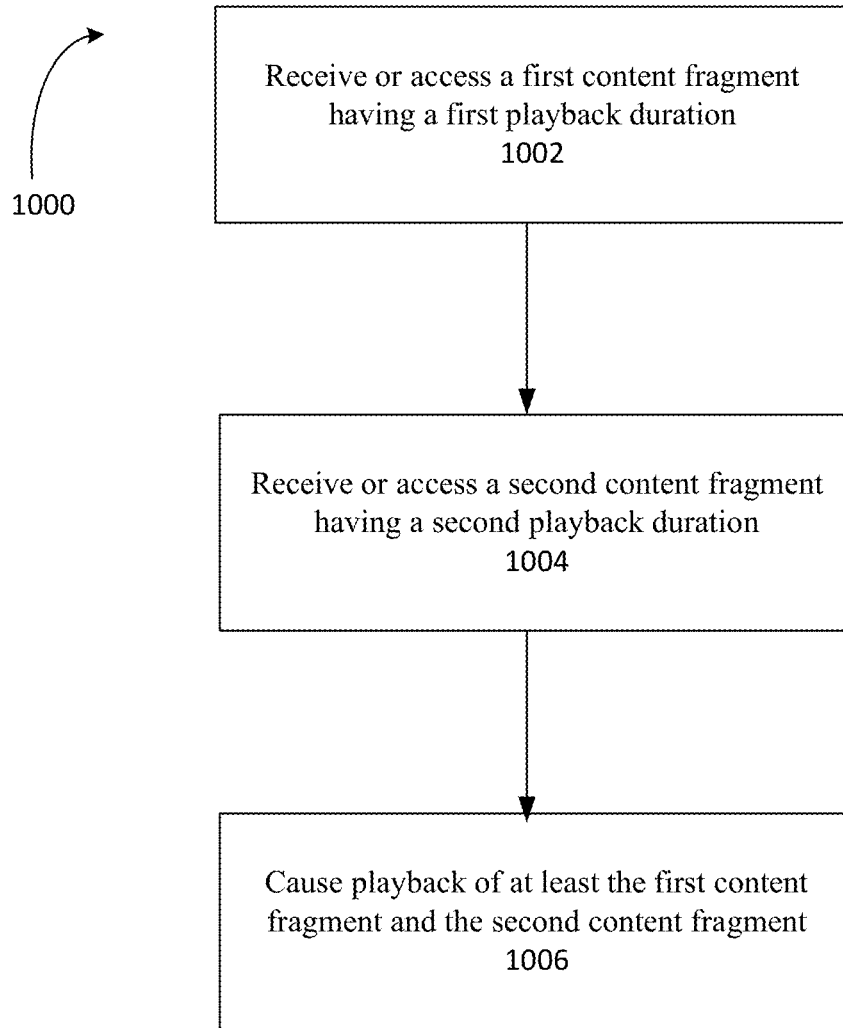 Receive or access a first content fragment
having a first playback duration
1002
1000
Receive or access a second content fragment
having a second playback duration
1004
Cause playback of at least the first content
fragment and the second content fragment
1006